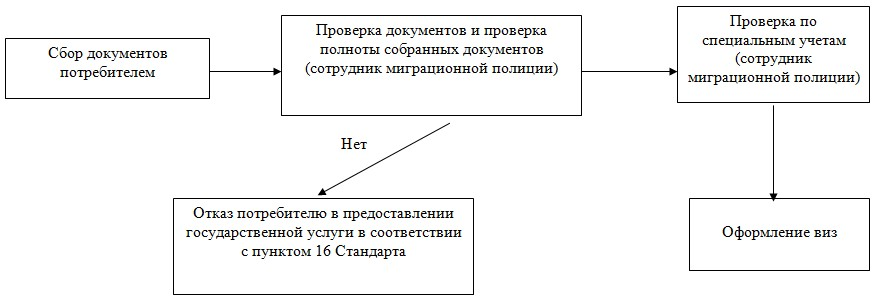 Сбор документов
потребителем
Проверка документов и проверка
полноты собранных документов
(сотрудник миграционной полиции)
Проверка по
специальным учетам
(сотрудник
миграционной полиции)
Нет
Отказ потребителю в предоставлении
государственной услуги в соответствии
с пунктом 16 Стандарта
Оформление виз